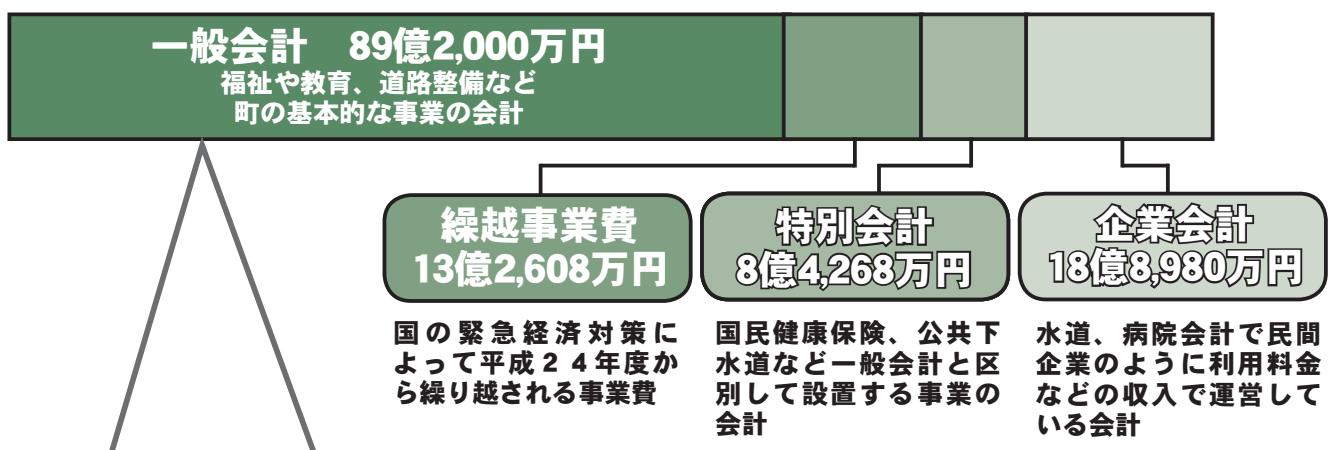 一般会計　89億2,000万円
福祉や教育、道路整備など
町の基本的な事業の会計
繰越事業費
13億2,608万円
国の緊急経済対策に
よって平成２４年度か
ら繰り越される事業費
特別会計
8億4,268万円
国民健康保険、公共下
水道など一般会計と区
別して設置する事業の
会計
企業会計
18億8,980万円
水道、病院会計で民間
企業のように利用料金
などの収入で運営して
いる会計